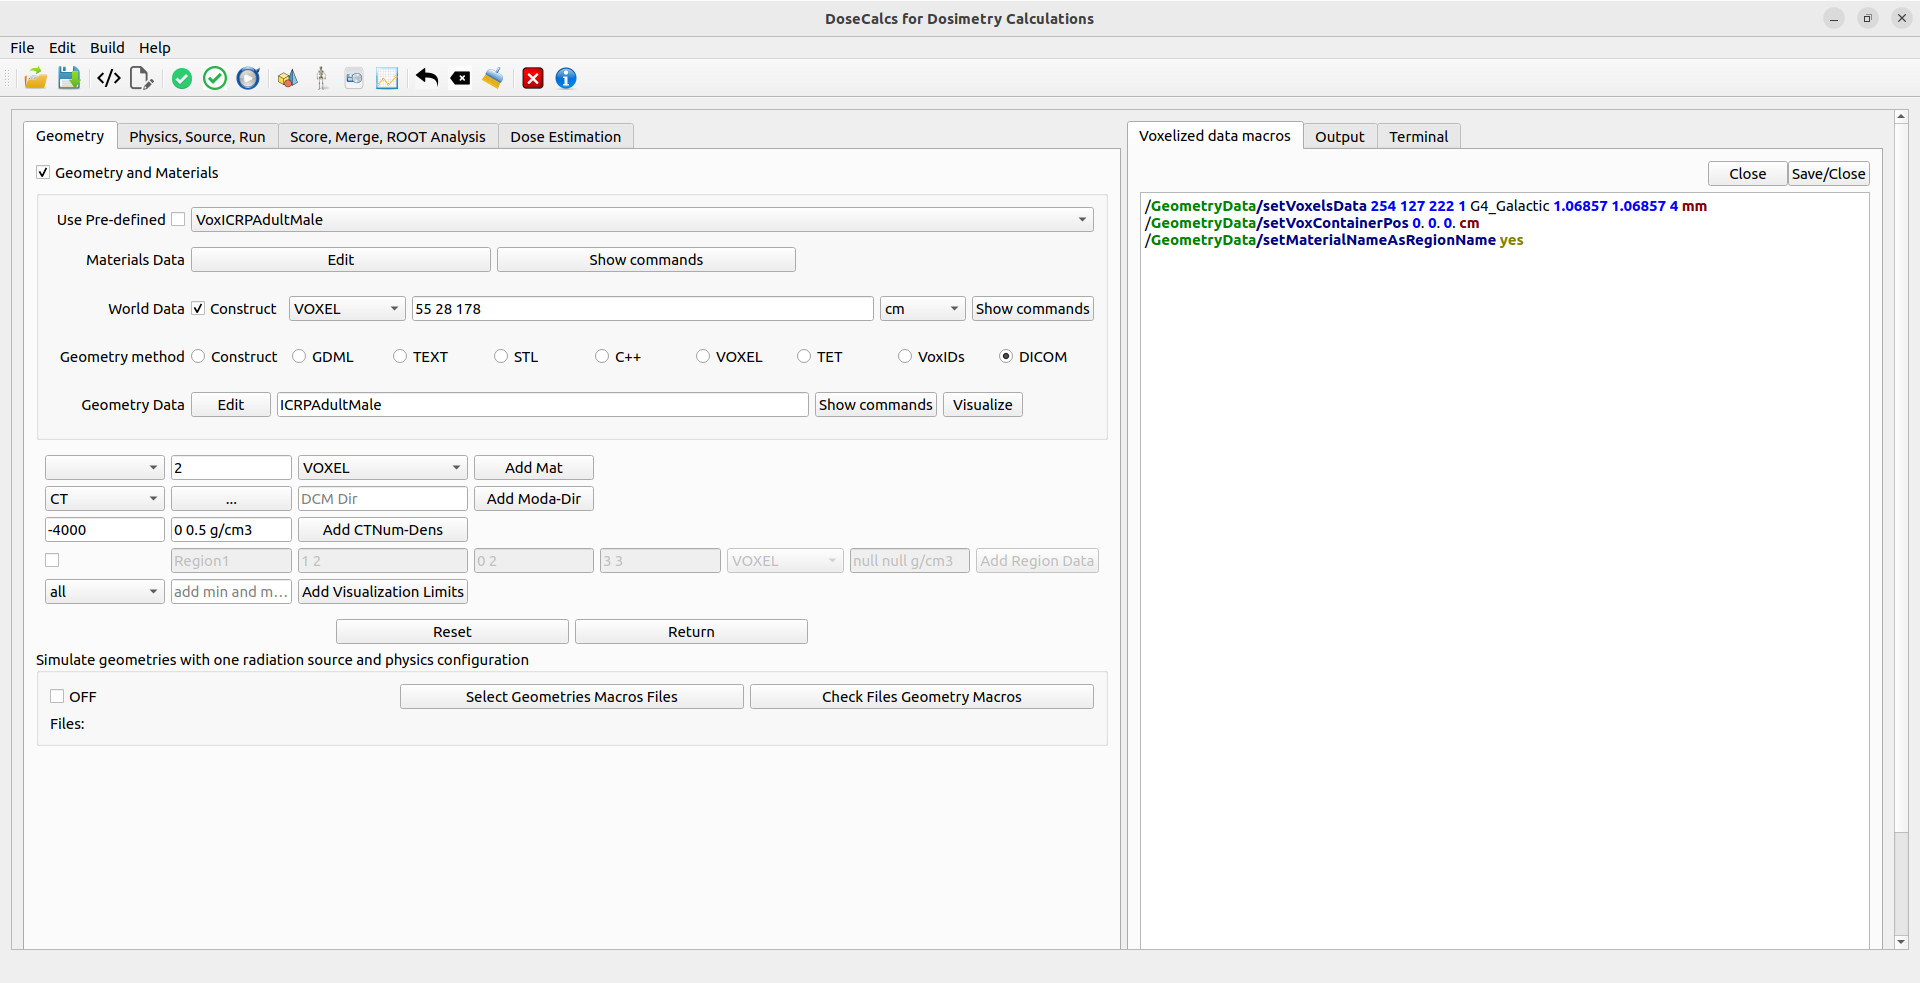 DoseCalcs for Dosimetry Calculations
File Edit Build Help
Geometry Physics, Source, Run Score, Merge, ROOT Analysis Dose Estimation
Geometry and Materials
Use Pre-defined VoxICRPAdultMale
Materials Data Edit Show commands
World Data Construct VOXEL 55 28 178 cm Show commands
Geometry method Construct GDML TEXT STL C++ VOXEL TET VoxIDs DICOM
Geometry Data Edit ICRPAdultMale Show commands Visualize
2 VOXEL Add Mat
CT ... DCM Dir Add Moda-Dir
-4000 0 0.5 g/cm3 Add CTNum-Dens
Region1 1 2 0 2 3 3 VOXEL null null g/cm3 Add Region Data
all add min and m... Add Visualization Limits
Reset Return
Simulate geometries with one radiation source and physics configuration
OFF Select Geometries Macros Files Check Files Geometry Macros
Files:
Voxelized data macros Output Terminal
Close Save/Close
/GeometryData/setVoxelsData 254 127 222 1 G4_Galactic 1.06857 1.06857 4 mm
/GeometryData/setVoxContainerPos 0. 0. 0. cm
/GeometryData/setMaterialNameAsRegionName yes